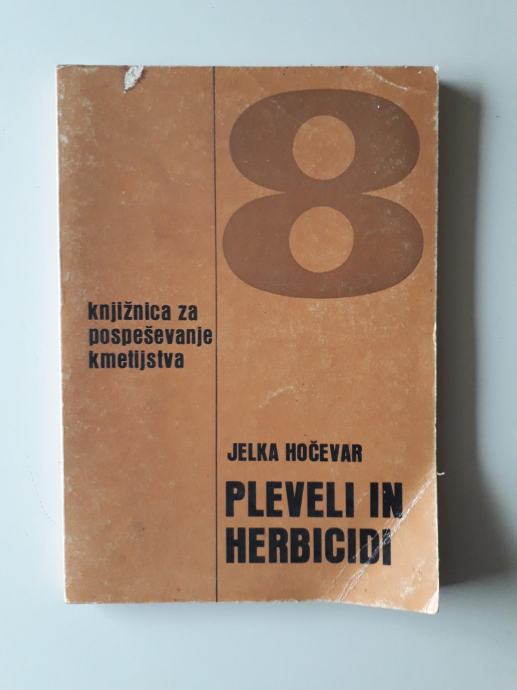 8
knjižnica za
pospeševanje
kmetijstva
JELKA HOČEVAR
PLEVELI IN
HERBICIDI